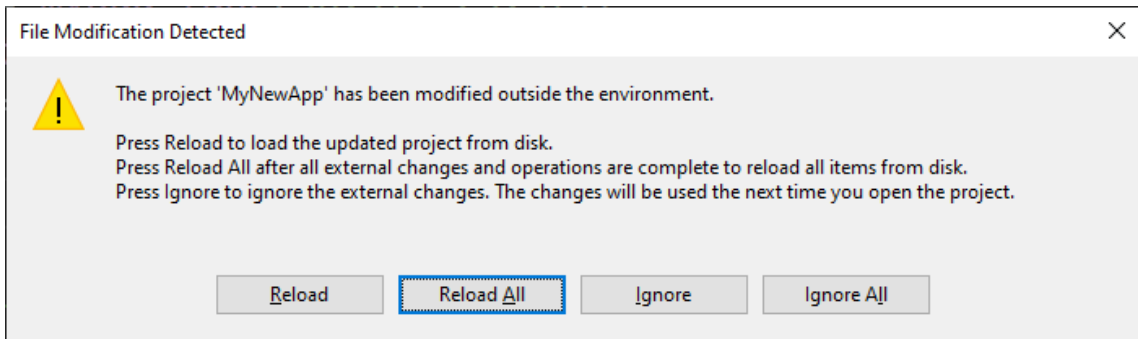 File Modification Detected
The project 'MyNewApp' has been modified outside the environment.
Press Reload to load the updated project from disk.
Press Reload All after all external changes and operations are complete to reload all items from disk.
Press Ignore to ignore the external changes. The changes will be used the next time you open the project.
Reload
Reload All
Ignore
Ignore All